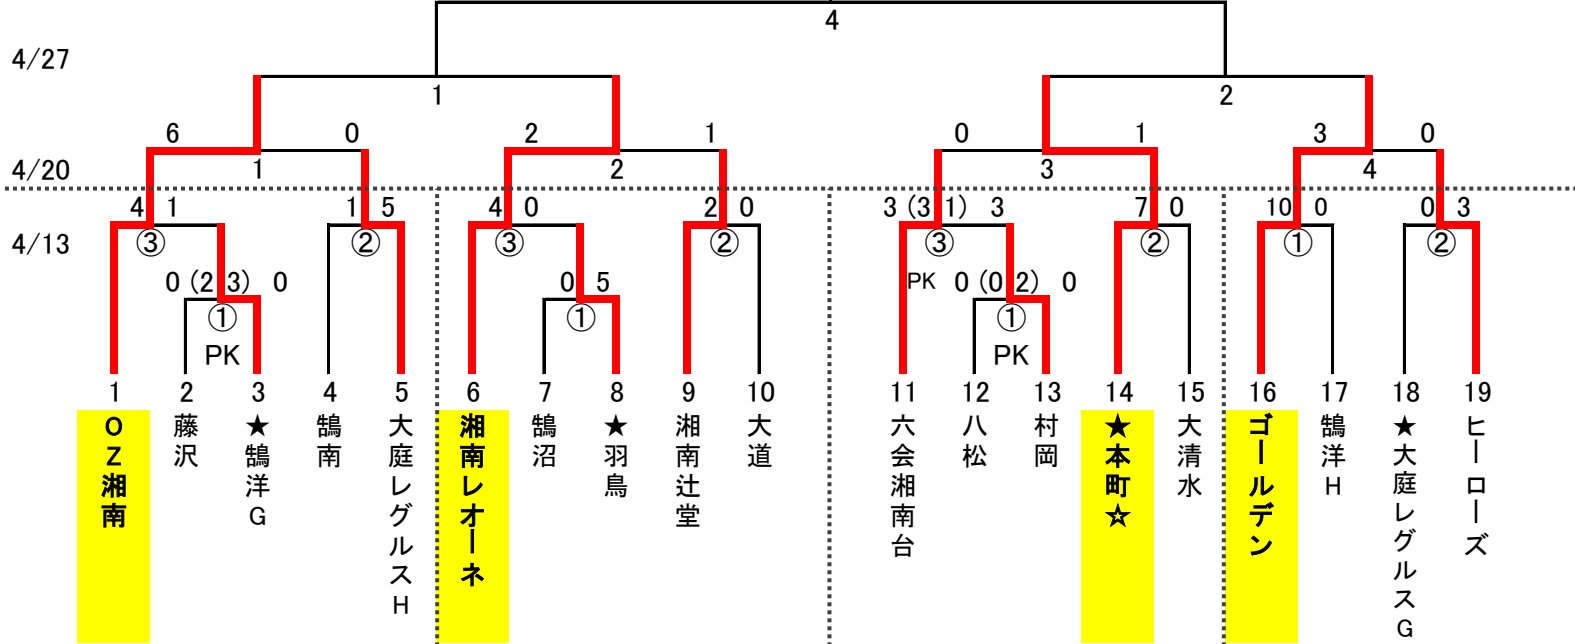 4
4/27
1 2
6 0 2 1 0 1 3 0
4/20 1 2 3 4
4 1 1 5 4 0 2 0 3 (3 1) 3 7 0 10 0 0 3
4/13 ③ ② ③ ② ③ ② ① ②
0 (2 3) 0 0 5 PK 0 (0 2) 0
① ① ①
PK PK
1 2 3 4 5 6 7 8 9 10 11 12 13 14 15 16 17 18 19
OZ湘南
藤沢
★鵠洋G
鵠南
大庭レグルスH
湘南レオーネ
鵠沼
★羽鳥
湘南辻堂
大道
六会湘南台
八松
村岡
★本町☆
大清水
ゴールデン
鵠洋H
★大庭レグルスG
ヒーローズ